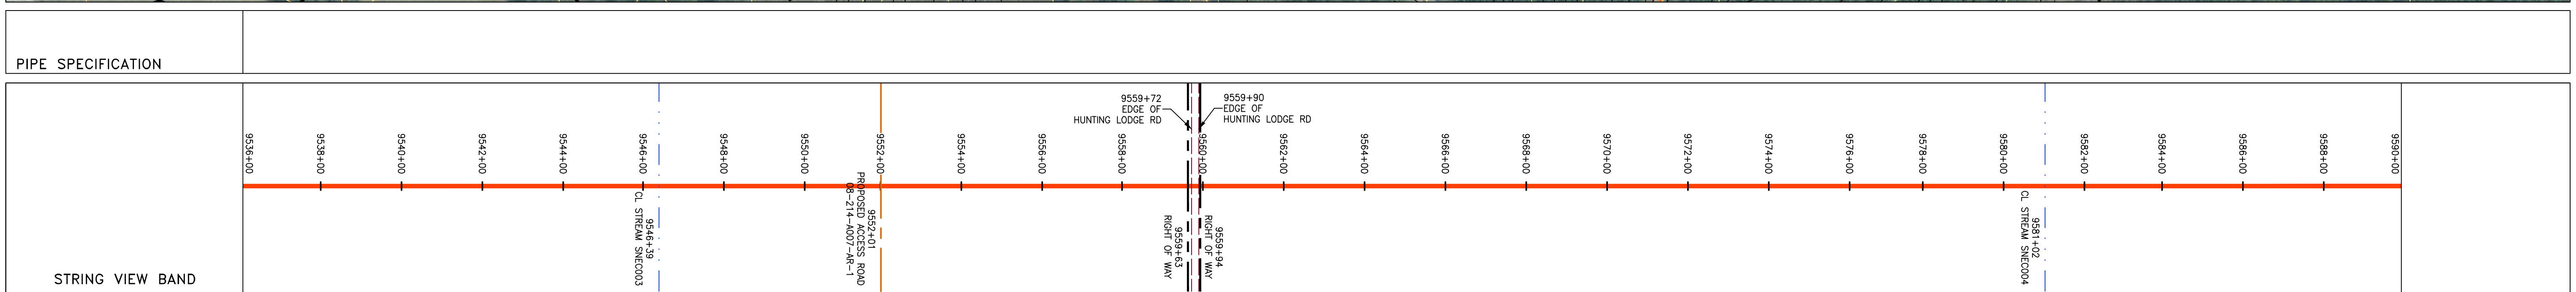 PIPE SPECIFICATION
9559+72
EDGE OF
HUNTING LODGE RD
9559+90
EDGE OF
HUNTING LODGE RD
9536+00
9538+00
9540+00
9542+00
9544+00
9546+00
9548+00
9550+00
9552+00
9554+00
9556+00
9558+00
9560+00
9562+00
9564+00
9566+00
9568+00
9570+00
9572+00
9574+00
9576+00
9578+00
9580+00
9582+00
9584+00
9586+00
9588+00
9590+00
9546+39
CL STREAM SNEC003
9552+01
PROPOSED ACCESS ROAD
08-214-A007-AR-1
9559+63
RIGHT OF WAY
9559+94
RIGHT OF WAY
9581+02
CL STREAM SNEC004
STRING VIEW BAND